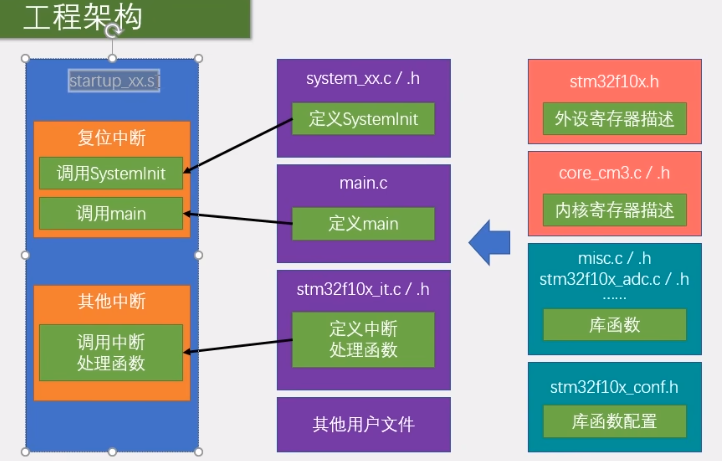 工程架构
startup_xx.s
复位中断
调用SystemInit
调用main
其他中断
调用中断
处理函数
system_xx.c / .h
定义SystemInit
main.c
定义main
stm32f10x_it.c / .h
定义中断
处理函数
其他用户文件
stm32f10x.h
外设寄存器描述
core_cm3.c / .h
内核寄存器描述
misc.c / .h
stm32f10x_adc.c / .h
......
库函数
stm32f10x_conf.h
库函数配置